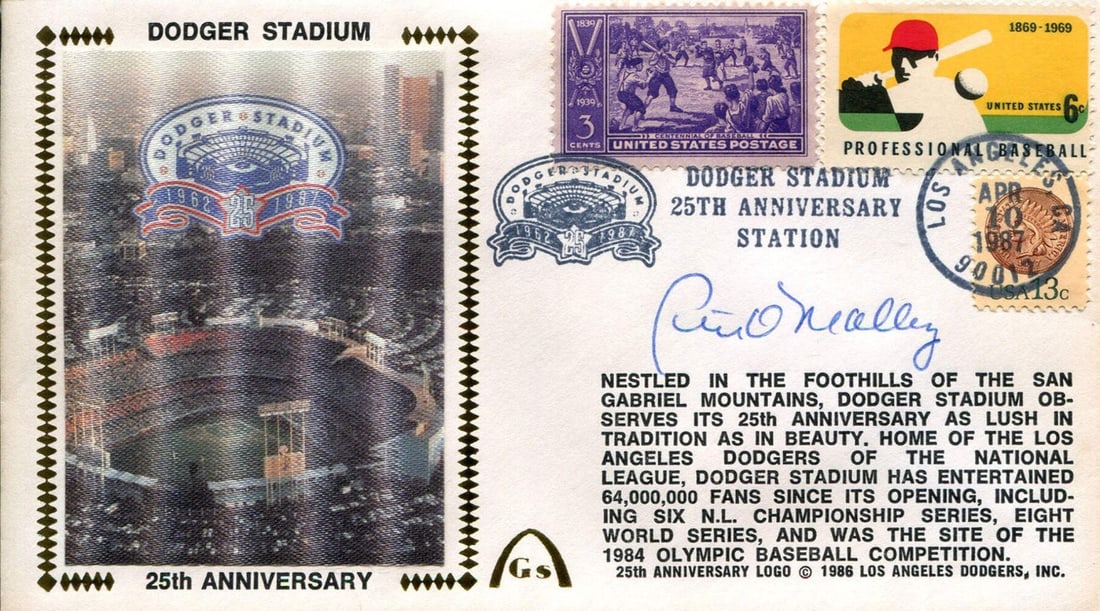 DODGER STADIUM
DODGER STADIUM
1962 25 1987
25th ANNIVERSARY
1839
1939
3
CENTS
CENTENNIAL OF BASEBALL
UNITED STATES POSTAGE
1869-1969
UNITED STATES 6c
PROFESSIONAL BASEBALL
DODGER STADIUM
1962 25 1987
DODGER STADIUM
25TH ANNIVERSARY
STATION
LOS ANGELES CA
APR
10
1987
90012
USA 13c
Peter O'Malley
NESTLED IN THE FOOTHILLS OF THE SAN
GABRIEL MOUNTAINS, DODGER STADIUM OB-
SERVES ITS 25th ANNIVERSARY AS LUSH IN
TRADITION AS IN BEAUTY. HOME OF THE LOS
ANGELES DODGERS OF THE NATIONAL
LEAGUE, DODGER STADIUM HAS ENTERTAINED
64,000,000 FANS SINCE ITS OPENING, INCLUD-
ING SIX N.L. CHAMPIONSHIP SERIES, EIGHT
WORLD SERIES, AND WAS THE SITE OF THE
1984 OLYMPIC BASEBALL COMPETITION.
25th ANNIVERSARY LOGO © 1986 LOS ANGELES DODGERS, INC.
Gs